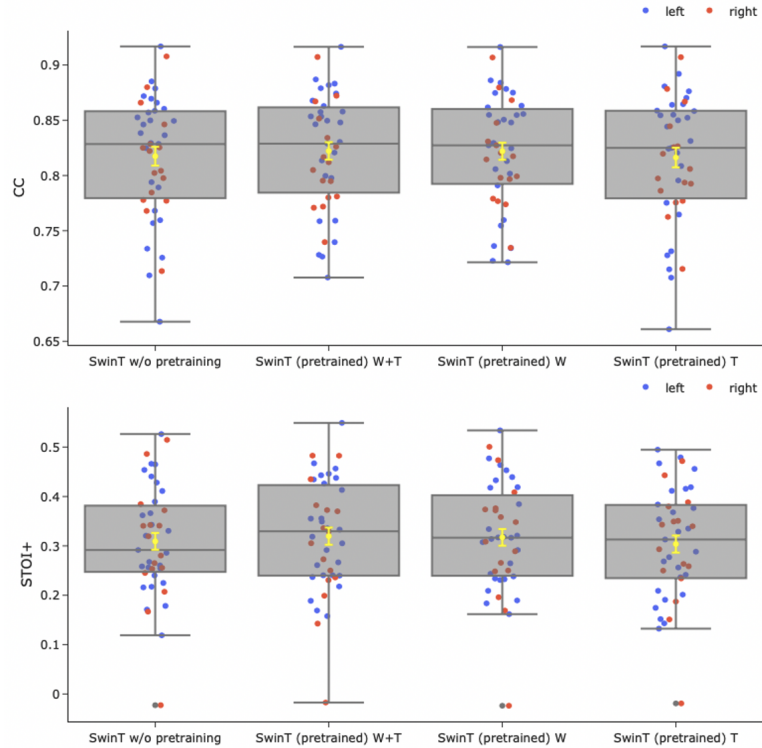 left right
0.9
0.85
0.8
0.75
0.7
0.65
CC
SwinT w/o pretraining SwinT (pretrained) W+T SwinT (pretrained) W SwinT (pretrained) T
left right
0.5
0.4
0.3
0.2
0.1
0
STOI+
SwinT w/o pretraining SwinT (pretrained) W+T SwinT (pretrained) W SwinT (pretrained) T